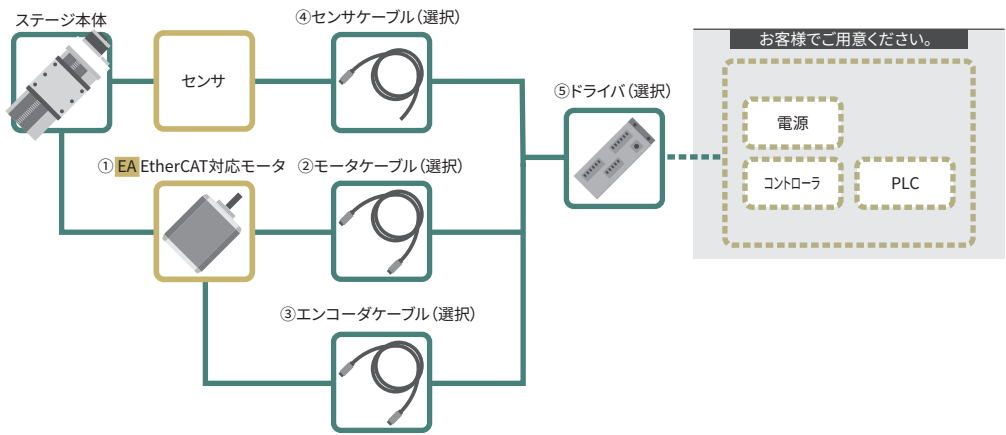 ステージ本体
④センサケーブル（選択）
お客様でご用意ください。
センサ
⑤ドライバ（選択）
電源
① EA EtherCAT対応モータ
②モータケーブル（選択）
コントローラ
PLC
③エンコーダケーブル（選択）